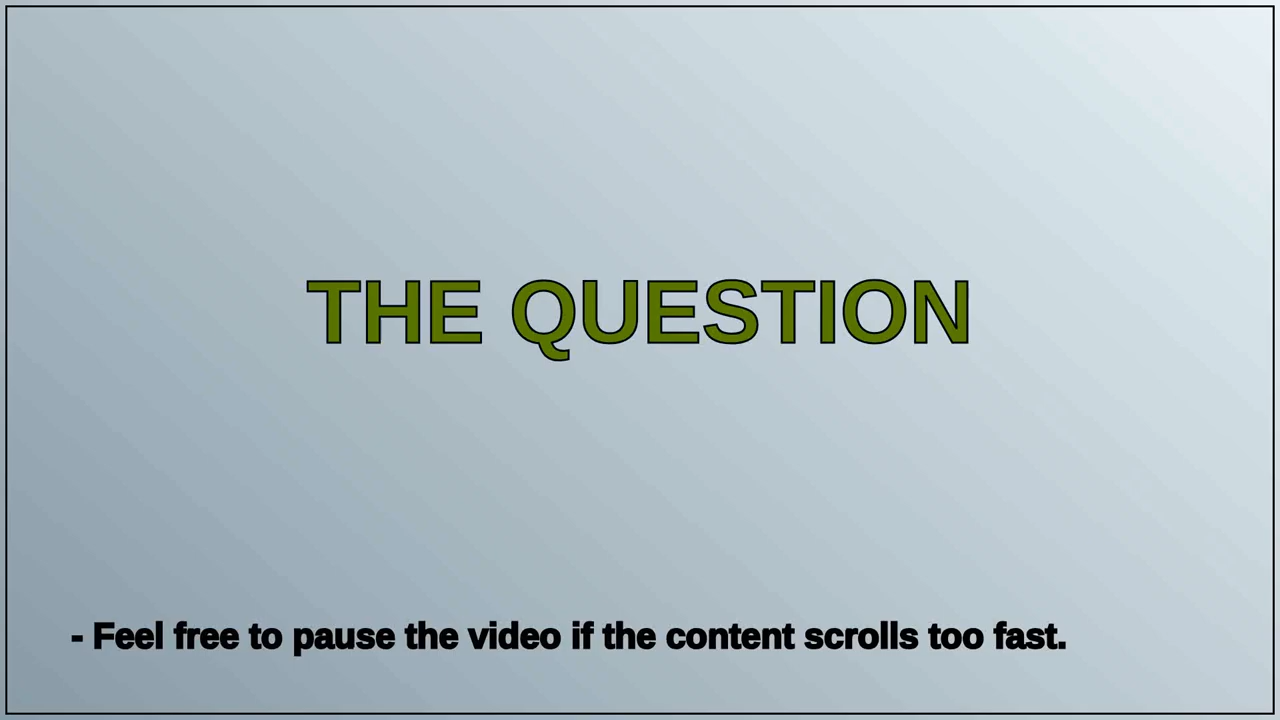 THE QUESTION
- Feel free to pause the video if the content scrolls too fast.